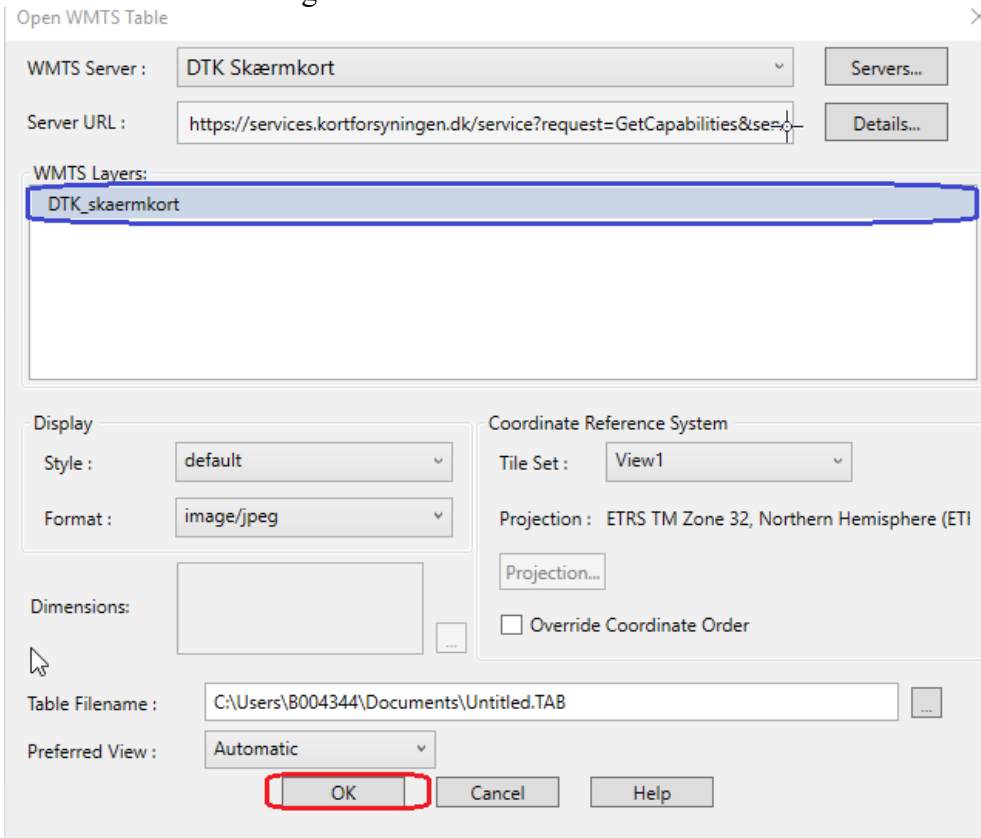 Open WMTS Table
WMTS Server : DTK Skærmkort Servers...
Server URL : https://services.kortforsyningen.dk/service?request=GetCapabilities&ser Details...
WMTS Layers:
DTK_skaermkort
Display
Style : default
Format : image/jpeg
Coordinate Reference System
Tile Set : View1
Projection : ETRS TM Zone 32, Northern Hemisphere (ETR
Projection...
Override Coordinate Order
Dimensions:
...
Table Filename : C:\Users\B004344\Documents\Untitled.TAB ...
Preferred View : Automatic
OK Cancel Help